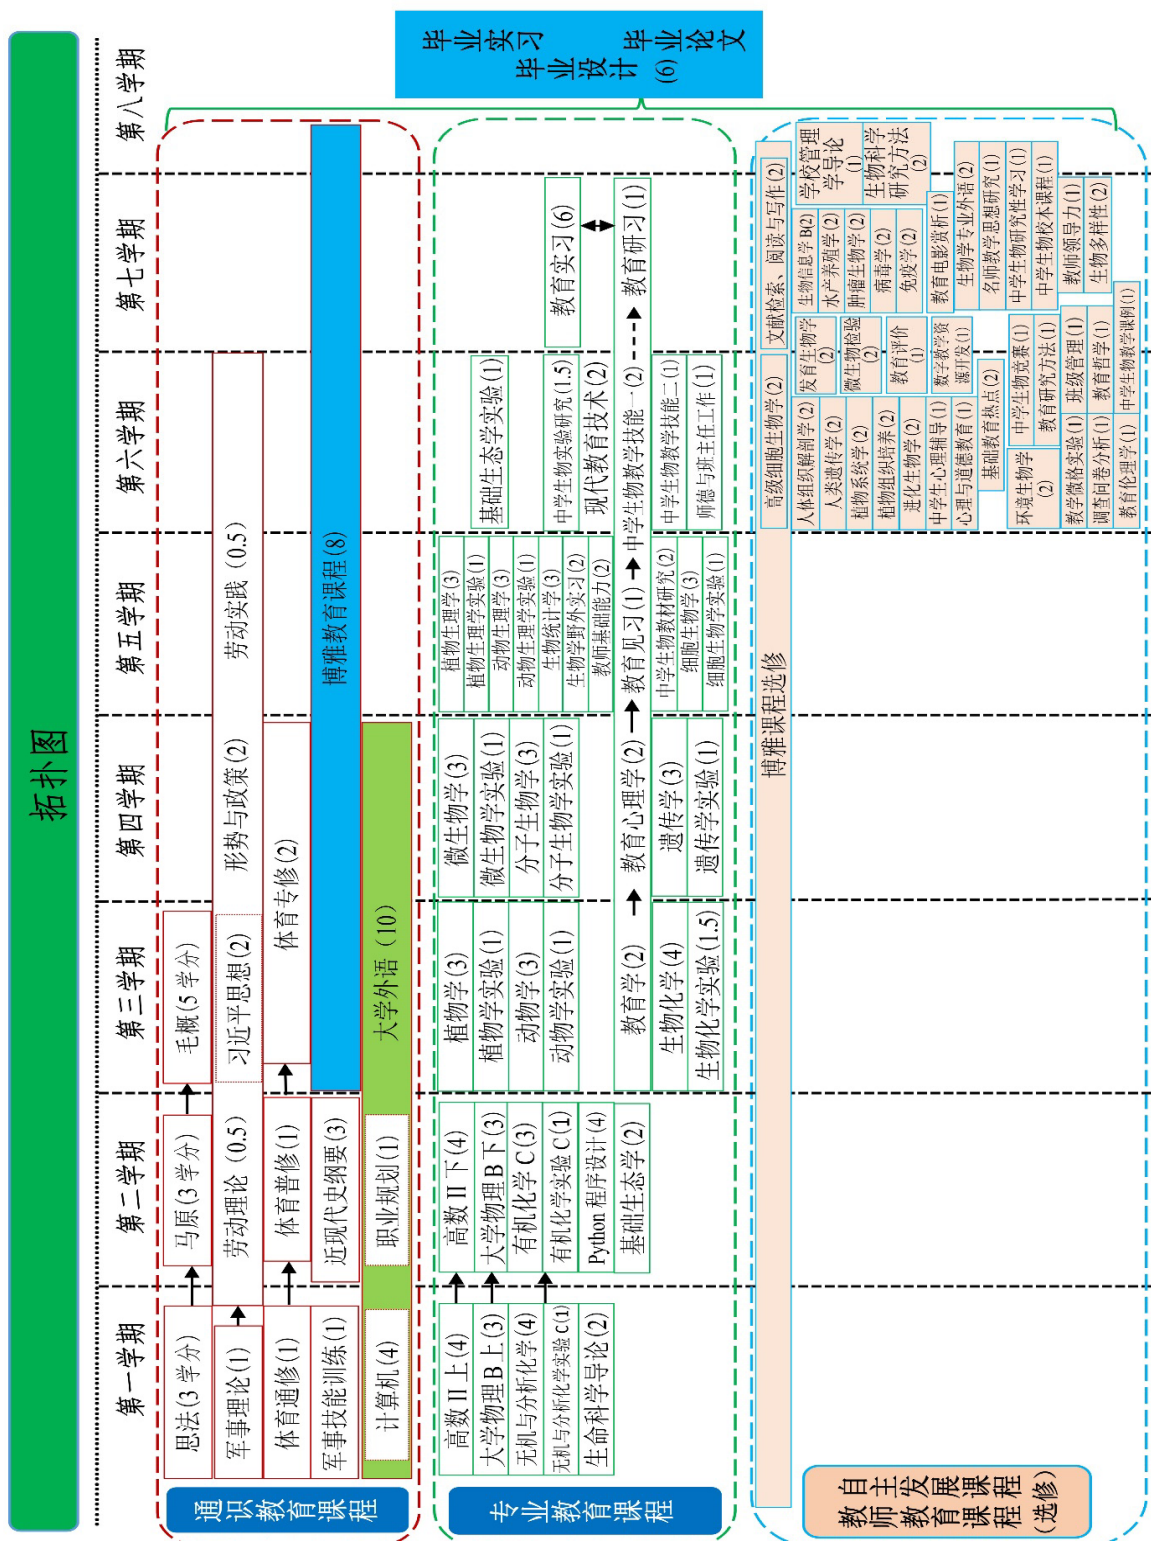 拓扑图
第一学期
第二学期
第三学期
第四学期
第五学期
第六学期
第七学期
第八学期
通识教育课程
思法(3学分)
马原(3学分)
毛概(5学分)
军事理论(1)
劳动理论(0.5)
习近平思想(2)
形势与政策(2)
劳动实践(0.5)
体育通修(1)
体育普修(1)
体育专修(2)
军事技能训练(1)
近现代史纲要(3)
博雅教育课程(8)
计算机(4)
职业规划(1)
大学外语(10)
专业教育课程
高数II上(4)
大学物理B上(3)
无机与分析化学(4)
无机与分析化学实验C(1)
生命科学导论(2)
高数II下(4)
大学物理B下(3)
有机化学C(3)
有机化学实验C(1)
Python 程序设计(4)
基础生态学(2)
植物学(3)
植物学实验(1)
动物学(3)
动物学实验(1)
教育学(2)
生物化学(4)
生物化学实验(1.5)
微生物学(3)
微生物学实验(1)
分子生物学(3)
分子生物学实验(1)
教育心理学(2)
遗传学(3)
遗传学实验(1)
植物生理学(3)
植物生理学实验(1)
动物生理学(3)
动物生理学实验(1)
生物统计学(3)
生物学野外实习(2)
教师基础能力(2)
教育见习(1)
中学生物教材研究(2)
细胞生物学(3)
细胞生物学实验(1)
基础生态学实验(1)
中学生物实验研究(1.5)
现代教育技术(2)
中学生物教学技能一(2)
中学生物教学技能二(1)
师德与班主任工作(1)
教育实习(6)
教育研习(1)
毕业实习
毕业论文
毕业设计(6)
自主发展课程
教师教育课程
(选修)
博雅课程选修
高级细胞生物学(2)
文献检索、阅读与写作(2)
人体组织解剖学(2)
人类遗传学(2)
植物系统学(2)
植物组织培养(2)
进化生物学(2)
中学生心理辅导(1)
心理与道德教育(1)
基础教育热点(2)
环境生物学
(2)
教学微格实验(1)
调查问卷分析(1)
教育伦理学(1)
发育生物学
(2)
微生物检验
(2)
教育评价
(1)
数字教学资
源开发(1)
中学生物竞赛(1)
教育研究方法(1)
班级管理(1)
教育哲学(1)
中学生物教学课例(1)
生物信息学B(2)
水产养殖学(2)
肿瘤生物学(2)
病毒学(2)
免疫学(2)
教育电影赏析(1)
生物学专业外语(2)
名师教学思想研究(1)
中学生物研究性学习(1)
中学生物校本课程(1)
教师领导力(1)
生物多样性(2)
学校管理
学导论
(1)
生物科学
研究方法
(2)